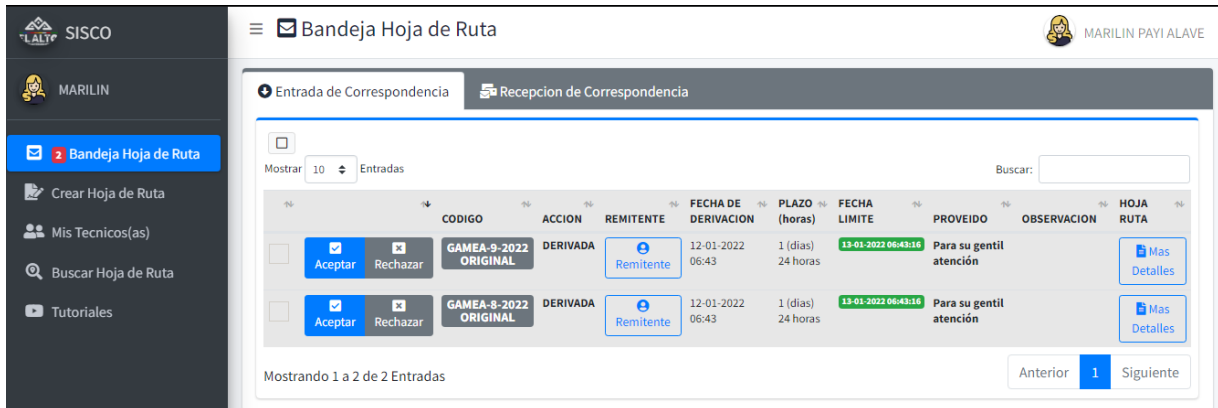 EL ALTO SISCO
MARILIN
2 Bandeja Hoja de Ruta
Crear Hoja de Ruta
Mis Tecnicos(as)
Buscar Hoja de Ruta
Tutoriales
Bandeja Hoja de Ruta
MARILIN PAYI ALAVE
Entrada de Correspondencia Recepcion de Correspondencia
Mostrar 10 Entradas Buscar:
CODIGO ACCION REMITENTE FECHA DE DERIVACION PLAZO (horas) FECHA LIMITE PROVEIDO OBSERVACION HOJA RUTA
Aceptar Rechazar GAMEA-9-2022 ORIGINAL DERIVADA Remitente 12-01-2022 06:43 1 (dias) 24 horas 13-01-2022 06:43:16 Para su gentil atención Mas Detalles
Aceptar Rechazar GAMEA-8-2022 ORIGINAL DERIVADA Remitente 12-01-2022 06:43 1 (dias) 24 horas 13-01-2022 06:43:16 Para su gentil atención Mas Detalles
Mostrando 1 a 2 de 2 Entradas
Anterior 1 Siguiente